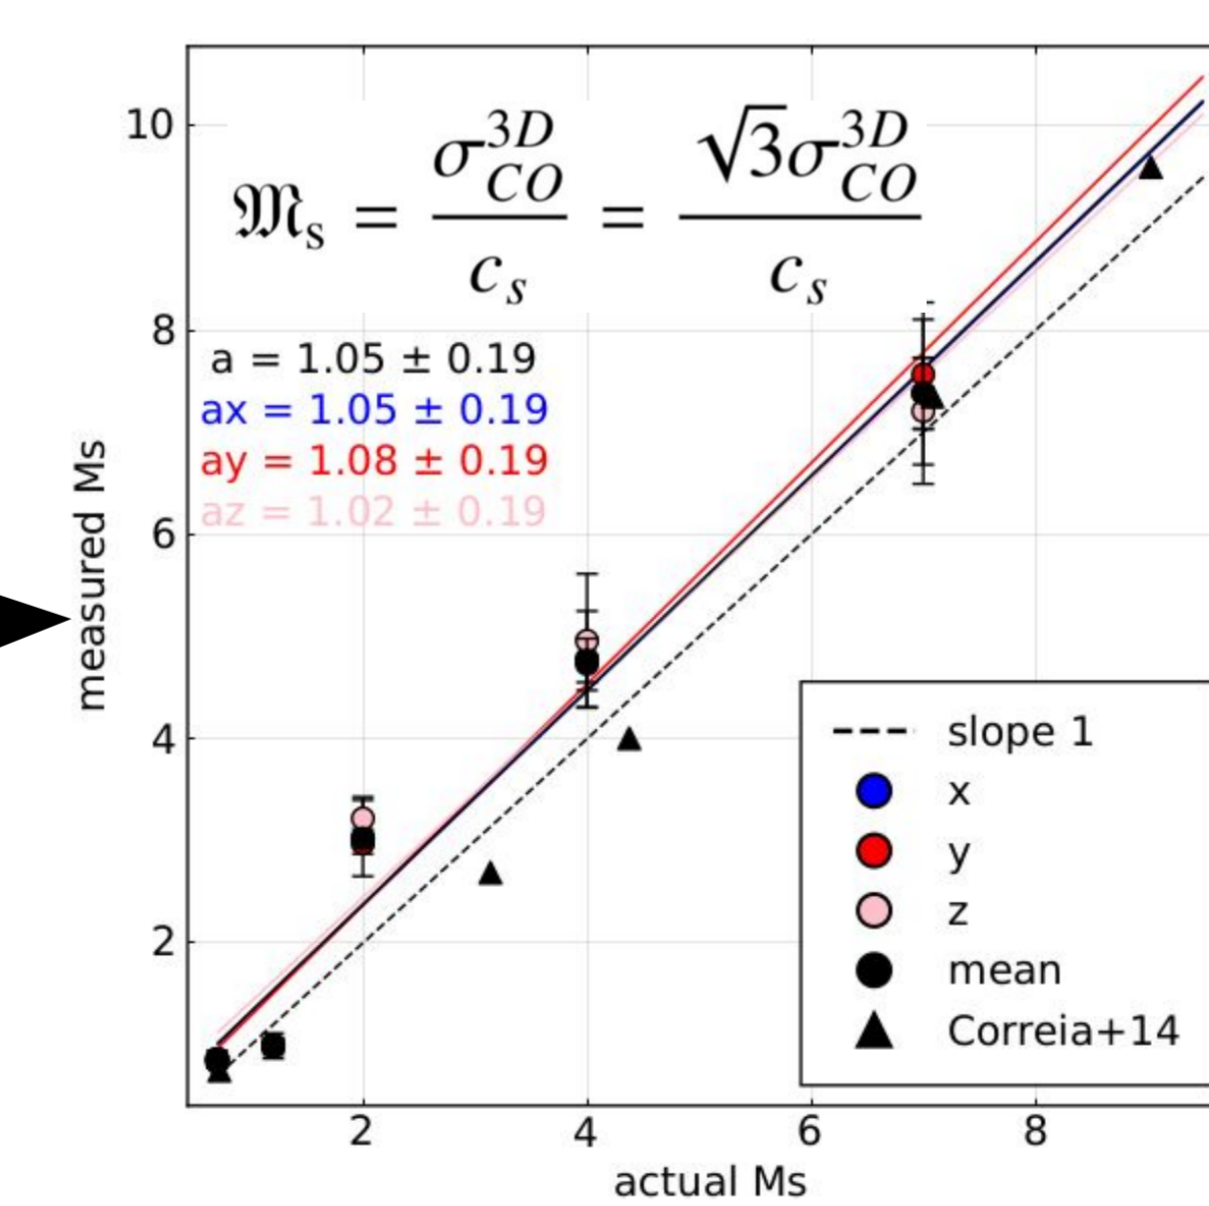 𝔐s = σ^3D_CO / c_s = √3σ^3D_CO / c_s
a = 1.05 ± 0.19
ax = 1.05 ± 0.19
ay = 1.08 ± 0.19
az = 1.02 ± 0.19
measured Ms
10
8
6
4
2
slope 1
x
y
z
mean
Correia+14
2 4 6 8
actual Ms